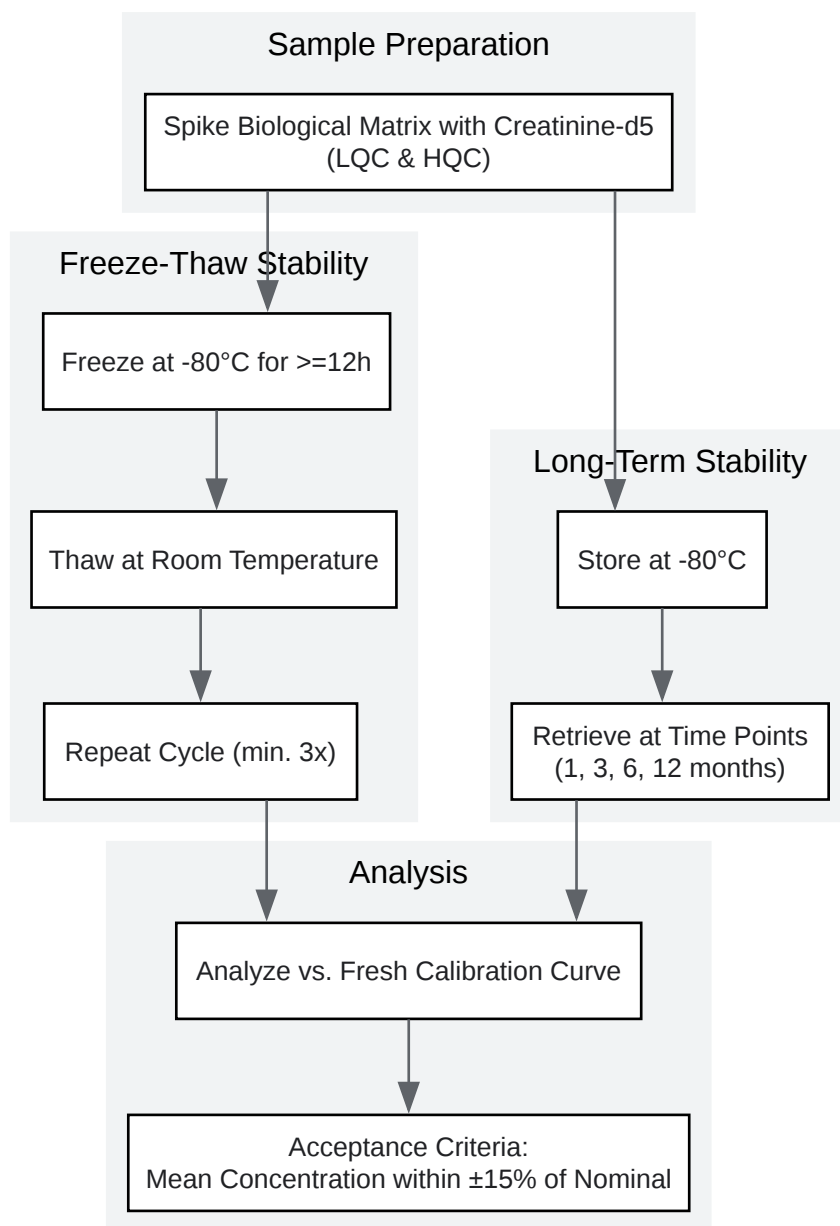 Sample Preparation
Spike Biological Matrix with Creatinine-d5
(LQC & HQC)
Freeze-Thaw Stability
Freeze at -80°C for >=12h
Thaw at Room Temperature
Repeat Cycle (min. 3x)
Long-Term Stability
Store at -80°C
Retrieve at Time Points
(1, 3, 6, 12 months)
Analysis
Analyze vs. Fresh Calibration Curve
Acceptance Criteria:
Mean Concentration within ±15% of Nominal